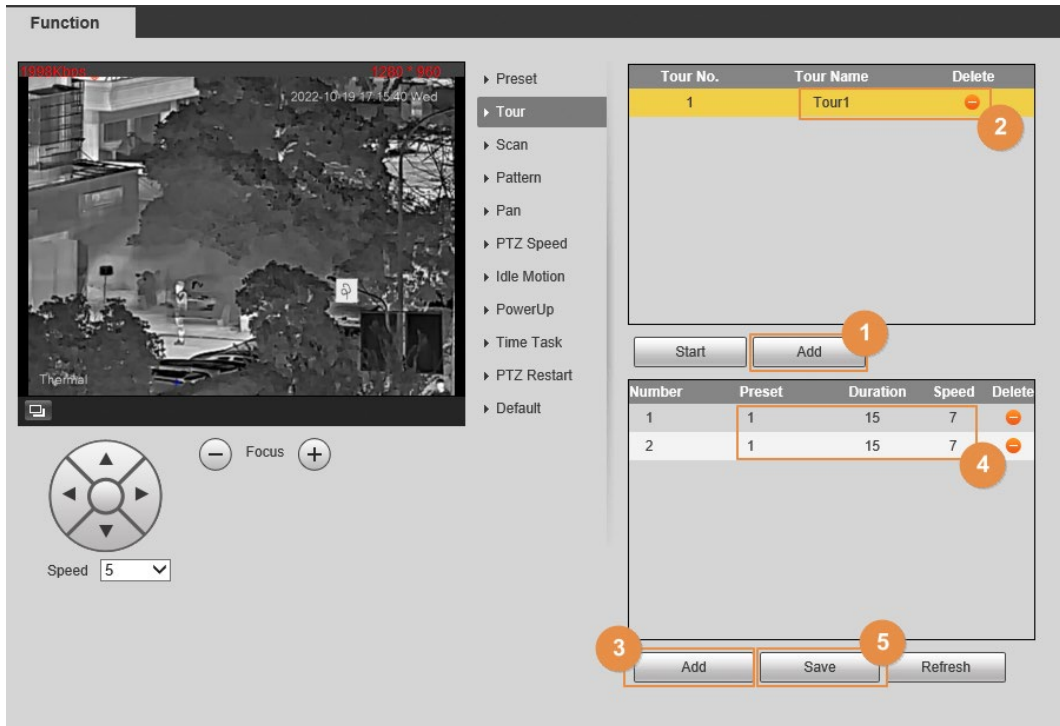 Function
1998Kbps 1280 * 960
2022-10-19 17:15:40 Wed
Thermal
Focus
Speed 5
Preset
Tour
Scan
Pattern
Pan
PTZ Speed
Idle Motion
PowerUp
Time Task
PTZ Restart
Default
Tour No. Tour Name Delete
1 Tour1
2
1
Start Add
Number Preset Duration Speed Delete
1 1 15 7
2 1 15 7
4
3
5
Add Save Refresh